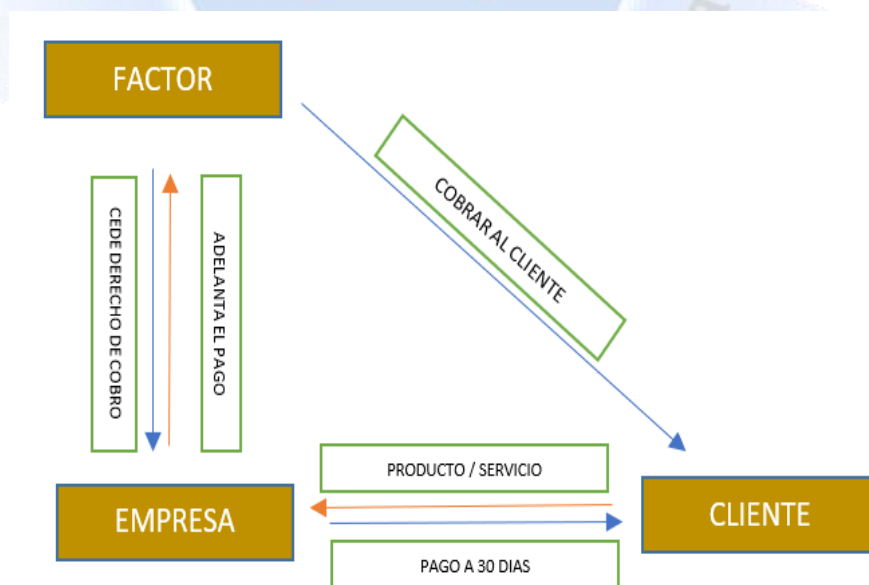 FACTOR
COBRAR AL CLIENTE
CEDE DERECHO DE COBRO
ADELANTA EL PAGO
PRODUCTO / SERVICIO
EMPRESA
CLIENTE
PAGO A 30 DIAS